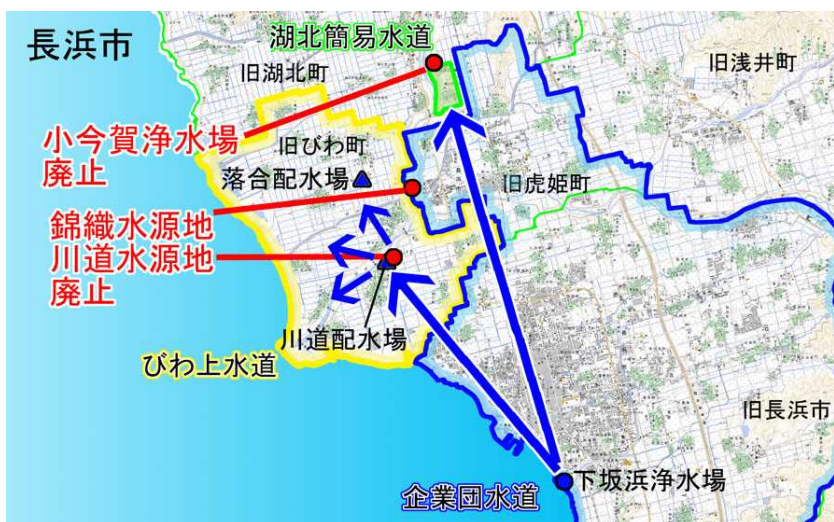 長浜市
湖北簡易水道
旧湖北町
旧浅井町
小今賀浄水場
廃止
旧びわ町
落合配水場
旧虎姫町
錦織水源地
川道水源地
廃止
川道配水場
びわ上水道
旧長浜市
企業団水道
下坂浜浄水場